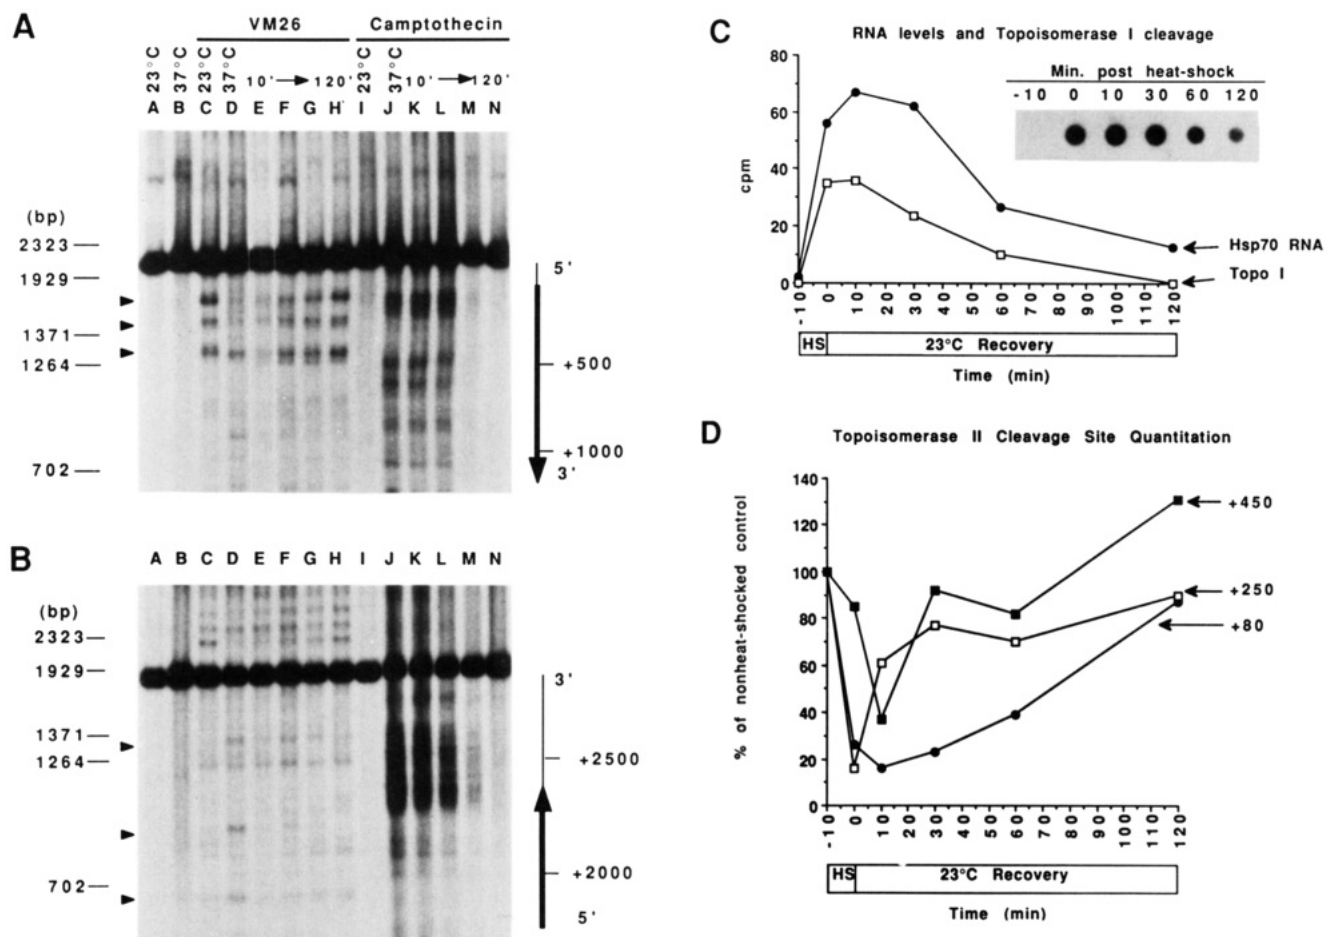 A
VM26 Camptothecin
23°C 37°C 23°C 37°C 10' 120' 23°C 37°C 10' 120'
A B C D E F G H I J K L M N
(bp)
2323
1929
1371
1264
702
5'
+500
+1000
3'
B
A B C D E F G H I J K L M N
(bp)
2323
1929
1371
1264
702
3'
+2500
+2000
5'
C
RNA levels and Topoisomerase I cleavage
Min. post heat-shock
-10 0 10 30 60 120
80
60
40
20
0
cpm
Hsp70 RNA
Topo I
-10 0 10 20 30 40 50 60 70 80 90 100 110 120
HS 23°C Recovery
Time (min)
D
Topoisomerase II Cleavage Site Quantitation
140
120
100
80
60
40
20
0
% of nonheat-shocked control
+450
+250
+80
-10 0 10 20 30 40 50 60 70 80 90 100 110 120
HS 23°C Recovery
Time (min)